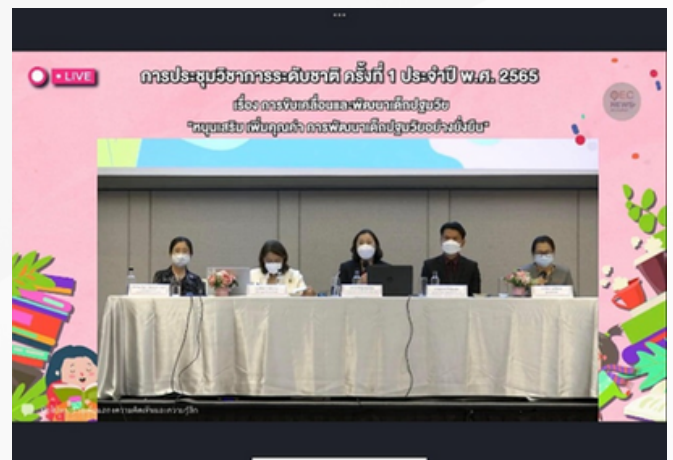 LIVE
การประชุมวิชาการระดับชาติ ครั้งที่ 1 ประจำปี พ.ศ. 2565
เรื่อง การขับเคลื่อนและพัฒนาเด็กปฐมวัย
"หนุนเสริม เพิ่มคุณค่า การพัฒนาเด็กปฐมวัยอย่างยั่งยืน"
OEC
NEWS